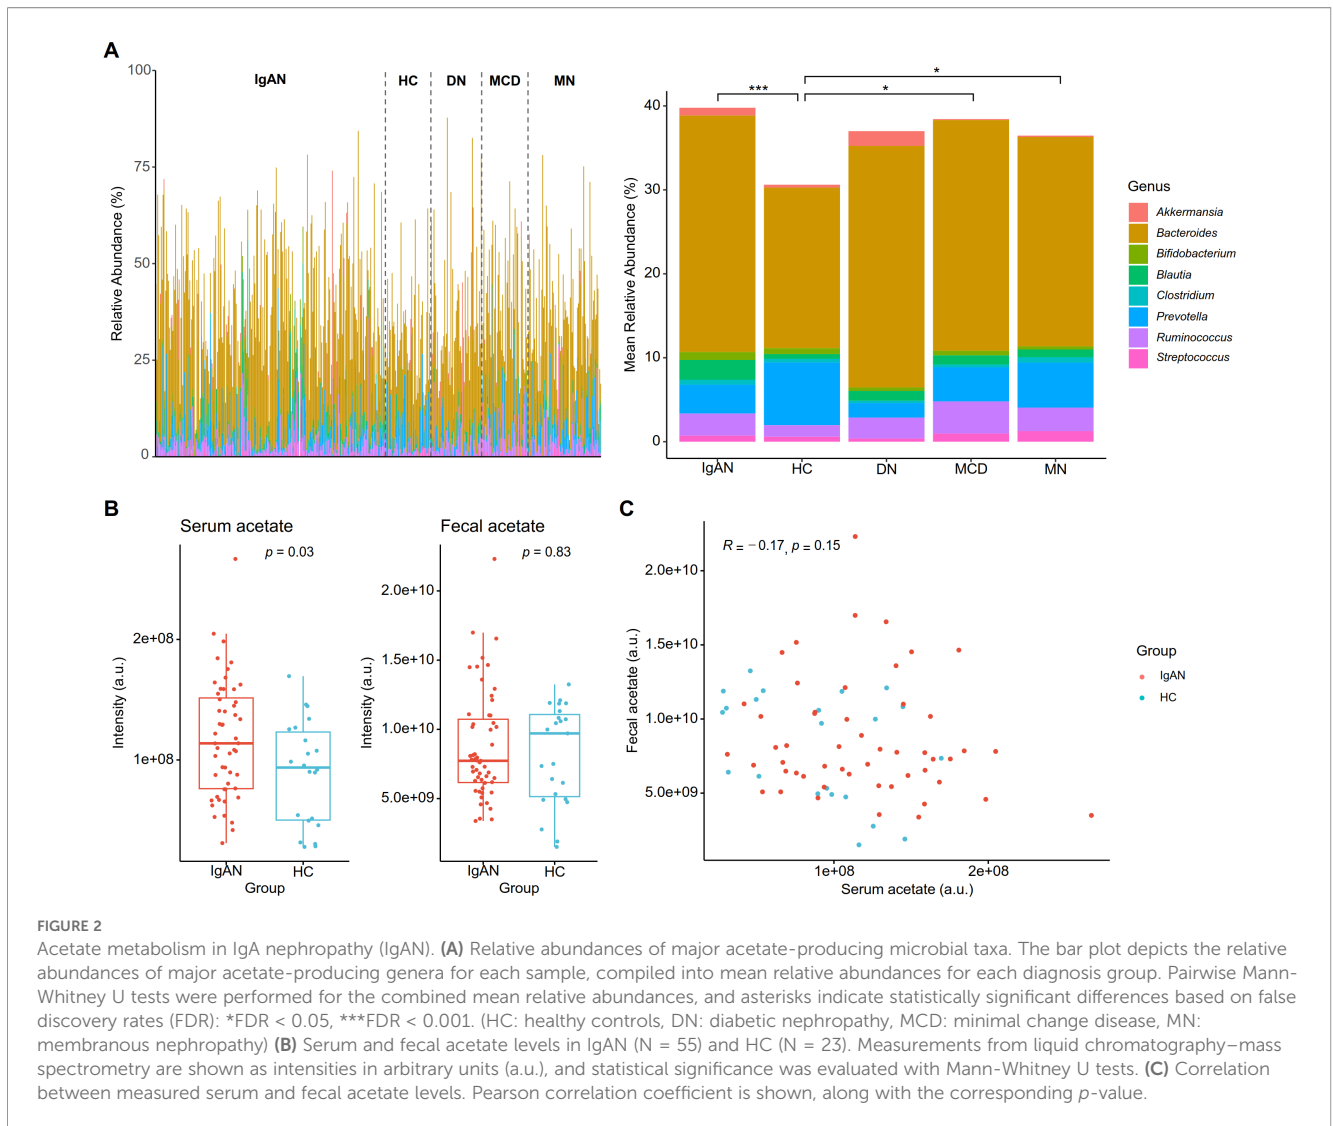 A
IgAN
HC
DN
MCD
MN
Relative Abundance (%)
100
75
50
25
0
***
*
*
Mean Relative Abundance (%)
40
30
20
10
0
IgAN
HC
DN
MCD
MN
Genus
Akkermansia
Bacteroides
Bifidobacterium
Blautia
Clostridium
Prevotella
Ruminococcus
Streptococcus
B
Serum acetate
p = 0.03
Intensity (a.u.)
2e+08
1e+08
IgAN
HC
Group
Fecal acetate
p = 0.83
Intensity (a.u.)
2.0e+10
1.5e+10
1.0e+10
5.0e+09
IgAN
HC
Group
C
R = −0.17, p = 0.15
Fecal acetate (a.u.)
2.0e+10
1.5e+10
1.0e+10
5.0e+09
1e+08
2e+08
Serum acetate (a.u.)
Group
IgAN
HC
FIGURE 2
Acetate metabolism in IgA nephropathy (IgAN). (A) Relative abundances of major acetate-producing microbial taxa. The bar plot depicts the relative
abundances of major acetate-producing genera for each sample, compiled into mean relative abundances for each diagnosis group. Pairwise Mann-
Whitney U tests were performed for the combined mean relative abundances, and asterisks indicate statistically significant differences based on false
discovery rates (FDR): *FDR < 0.05, ***FDR < 0.001. (HC: healthy controls, DN: diabetic nephropathy, MCD: minimal change disease, MN:
membranous nephropathy) (B) Serum and fecal acetate levels in IgAN (N = 55) and HC (N = 23). Measurements from liquid chromatography–mass
spectrometry are shown as intensities in arbitrary units (a.u.), and statistical significance was evaluated with Mann-Whitney U tests. (C) Correlation
between measured serum and fecal acetate levels. Pearson correlation coefficient is shown, along with the corresponding p-value.